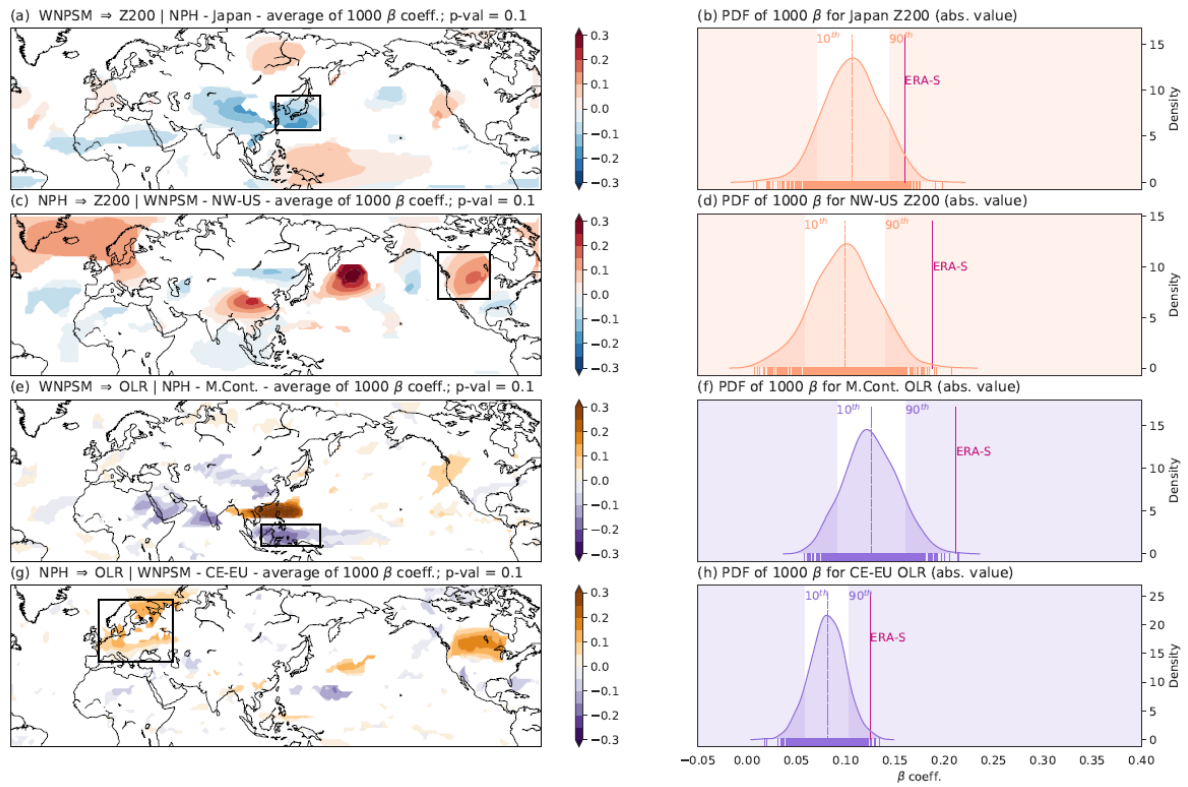 (a) WNPSM ⇒ Z200 | NPH - Japan - average of 1000 β coeff.; p-val = 0.1
0.3
0.2
0.1
0.0
−0.1
−0.2
−0.3
(b) PDF of 1000 β for Japan Z200 (abs. value)
10th
90th
ERA-S
15
10
5
0
Density
(c) NPH ⇒ Z200 | WNPSM - NW-US - average of 1000 β coeff.; p-val = 0.1
0.3
0.2
0.1
0.0
−0.1
−0.2
−0.3
(d) PDF of 1000 β for NW-US Z200 (abs. value)
10th
90th
ERA-S
15
10
5
0
Density
(e) WNPSM ⇒ OLR | NPH - M.Cont. - average of 1000 β coeff.; p-val = 0.1
0.3
0.2
0.1
0.0
−0.1
−0.2
−0.3
(f) PDF of 1000 β for M.Cont. OLR (abs. value)
10th
90th
ERA-S
15
10
5
0
Density
(g) NPH ⇒ OLR | WNPSM - CE-EU - average of 1000 β coeff.; p-val = 0.1
0.3
0.2
0.1
0.0
−0.1
−0.2
−0.3
(h) PDF of 1000 β for CE-EU OLR (abs. value)
10th
90th
ERA-S
25
20
15
10
5
0
Density
−0.05 0.00 0.05 0.10 0.15 0.20 0.25 0.30 0.35 0.40
β coeff.